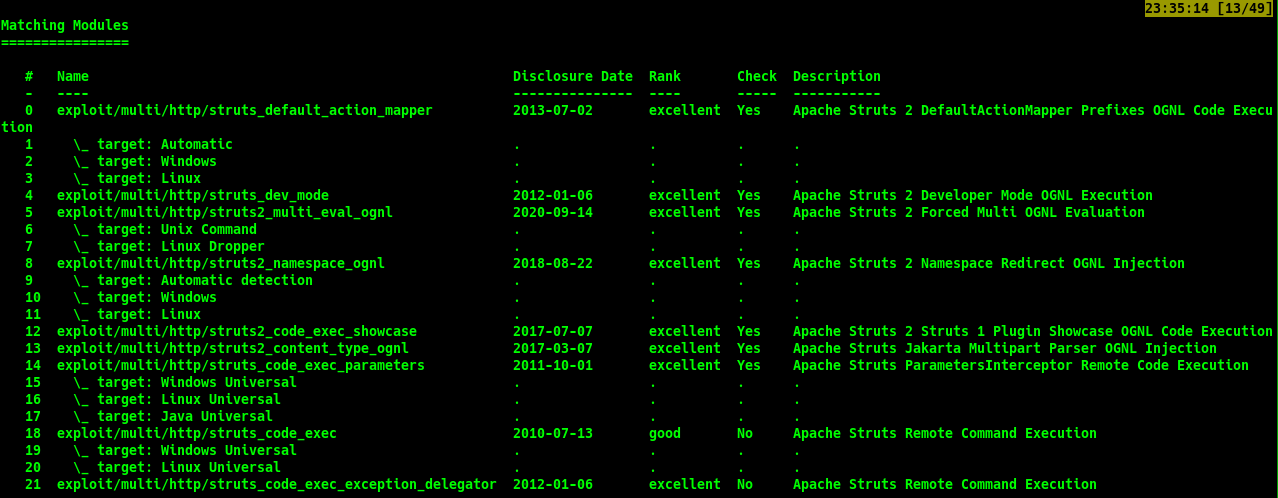 23:35:14 [13/49]
Matching Modules
================
   #   Name                                                     Disclosure Date  Rank       Check  Description
   -   ----                                                     ---------------  ----       -----  -----------
   0   exploit/multi/http/struts_default_action_mapper          2013-07-02       excellent  Yes    Apache Struts 2 DefaultActionMapper Prefixes OGNL Code Execu
tion
   1     \_ target: Automatic                                   .                .          .      .
   2     \_ target: Windows                                     .                .          .      .
   3     \_ target: Linux                                       .                .          .      .
   4   exploit/multi/http/struts_dev_mode                       2012-01-06       excellent  Yes    Apache Struts 2 Developer Mode OGNL Execution
   5   exploit/multi/http/struts2_multi_eval_ognl               2020-09-14       excellent  Yes    Apache Struts 2 Forced Multi OGNL Evaluation
   6     \_ target: Unix Command                                .                .          .      .
   7     \_ target: Linux Dropper                               .                .          .      .
   8   exploit/multi/http/struts2_namespace_ognl                2018-08-22       excellent  Yes    Apache Struts 2 Namespace Redirect OGNL Injection
   9     \_ target: Automatic detection                         .                .          .      .
   10    \_ target: Windows                                     .                .          .      .
   11    \_ target: Linux                                       .                .          .      .
   12  exploit/multi/http/struts2_code_exec_showcase            2017-07-07       excellent  Yes    Apache Struts 2 Struts 1 Plugin Showcase OGNL Code Execution
   13  exploit/multi/http/struts2_content_type_ognl             2017-03-07       excellent  Yes    Apache Struts Jakarta Multipart Parser OGNL Injection
   14  exploit/multi/http/struts_code_exec_parameters           2011-10-01       excellent  Yes    Apache Struts ParametersInterceptor Remote Code Execution
   15    \_ target: Windows Universal                           .                .          .      .
   16    \_ target: Linux Universal                             .                .          .      .
   17    \_ target: Java Universal                              .                .          .      .
   18  exploit/multi/http/struts_code_exec                      2010-07-13       good       No     Apache Struts Remote Command Execution
   19    \_ target: Windows Universal                           .                .          .      .
   20    \_ target: Linux Universal                             .                .          .      .
   21  exploit/multi/http/struts_code_exec_exception_delegator  2012-01-06       excellent  No     Apache Struts Remote Command Execution